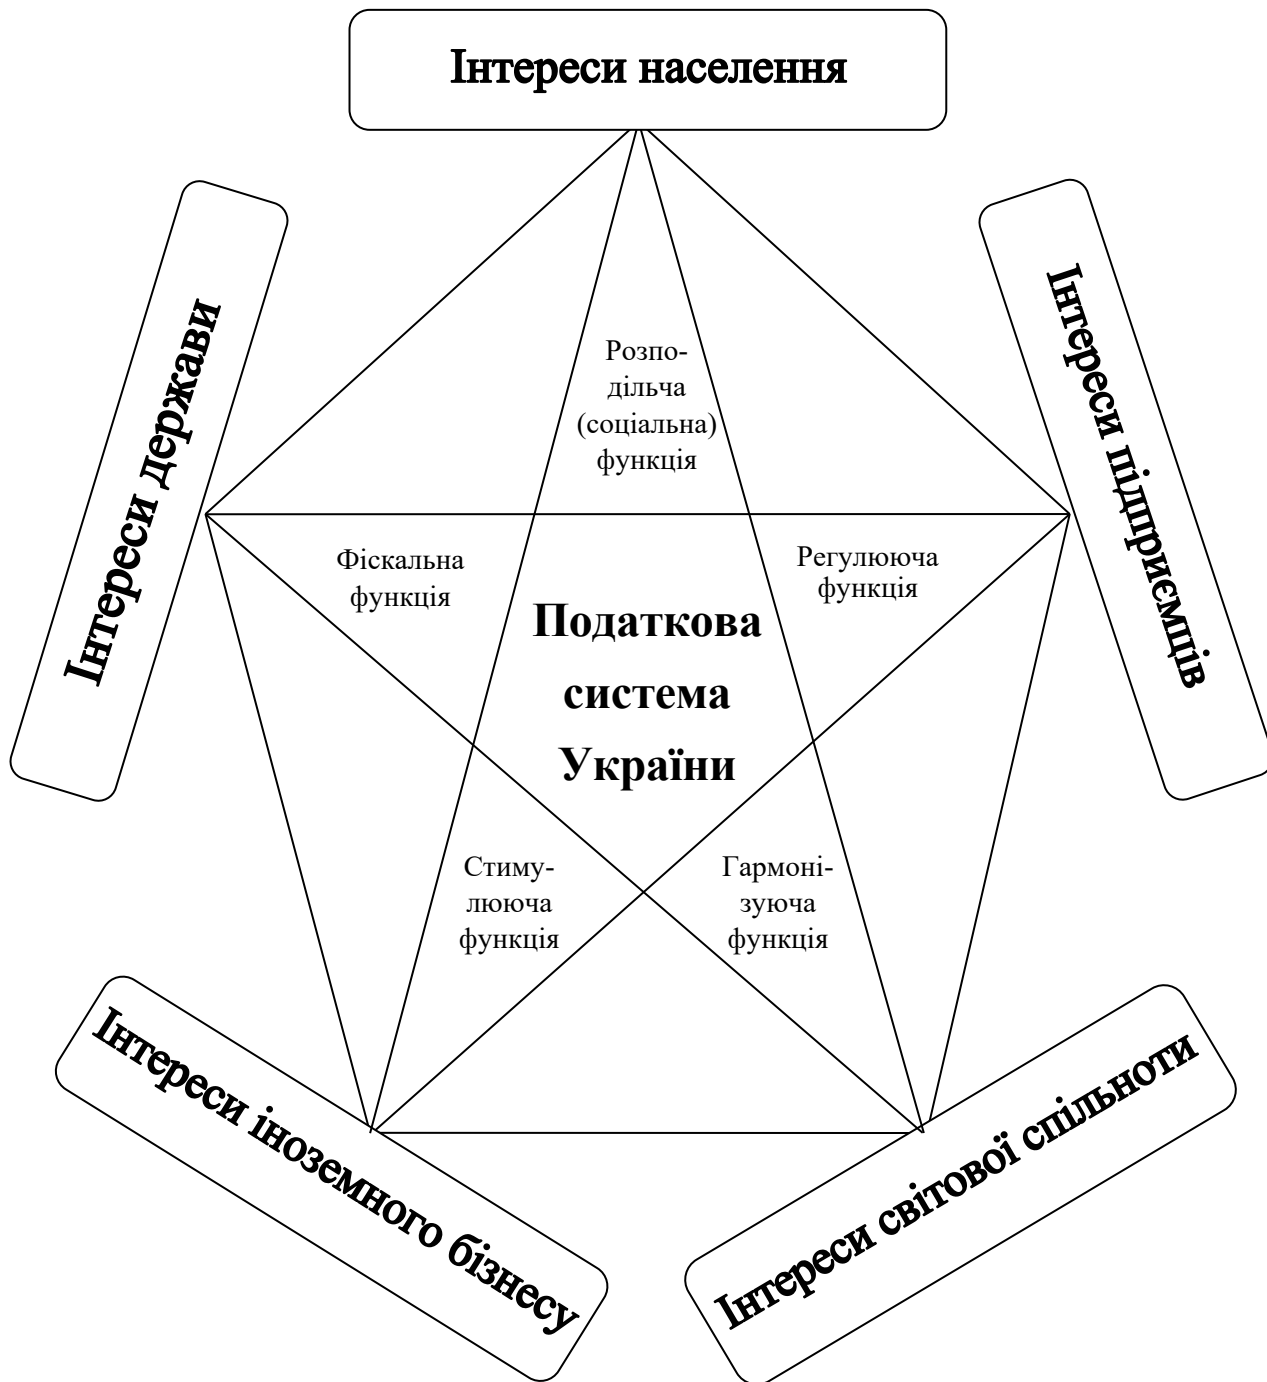 Інтереси населення
Інтереси держави
Інтереси підприємців
Розпо-
дільча
(соціальна)
функція
Фіскальна
функція
Регулююча
функція
Податкова
система
України
Стиму-
лююча
функція
Гармоні-
зуюча
функція
Інтереси іноземного бізнесу
Інтереси світової спільноти